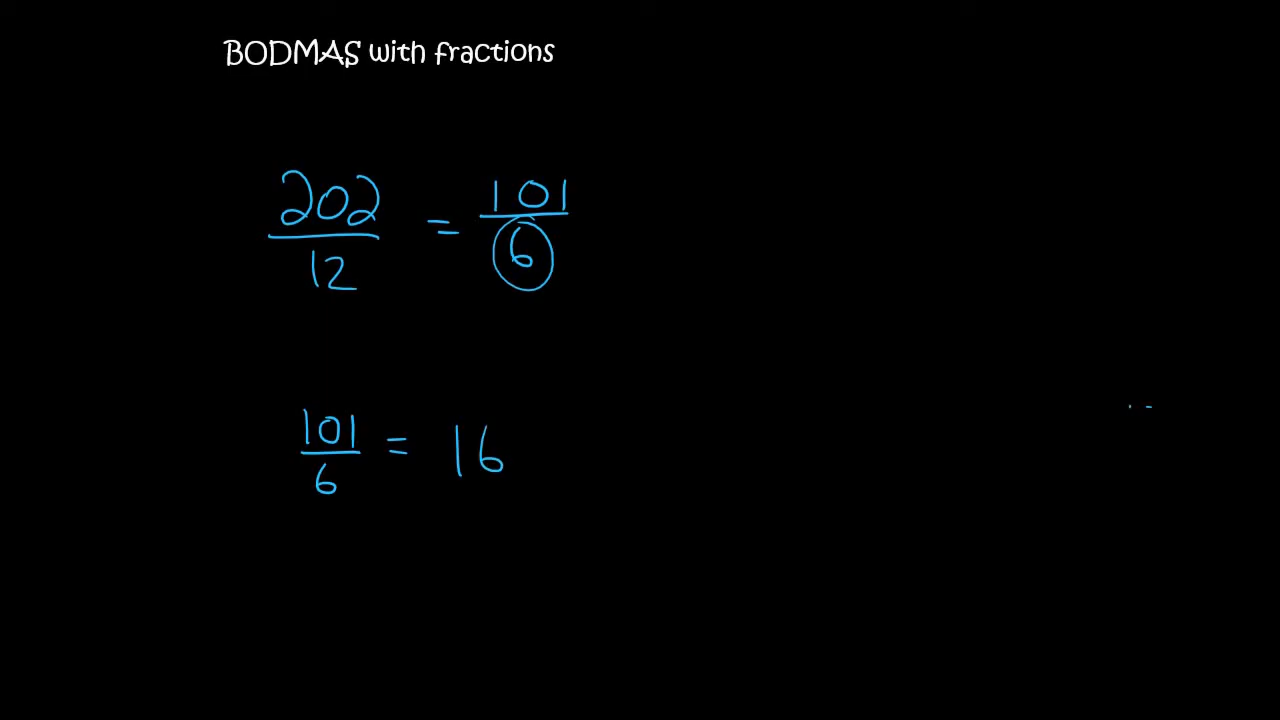 BODMAS with fractions
202/12 = 101/6
101/6 = 16